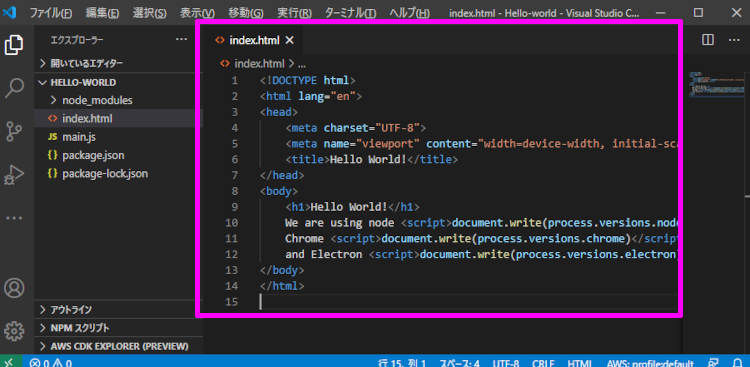 ファイル(F) 編集(E) 選択(S) 表示(V) 移動(G) 実行(R) ターミナル(T) ヘルプ(H) index.html - Hello-world - Visual Studio C...
エクスプローラー ...
開いているエディター
HELLO-WORLD
node_modules
index.html
main.js
package.json
package-lock.json
アウトライン
NPM スクリプト
AWS CDK EXPLORER (PREVIEW)
index.html
index.html > ...
1 <!DOCTYPE html>
2 <html lang="en">
3 <head>
4 <meta charset="UTF-8">
5 <meta name="viewport" content="width=device-width, initial-sca
6 <title>Hello World!</title>
7 </head>
8 <body>
9 <h1>Hello World!</h1>
10 We are using node <script>document.write(process.versions.node
11 Chrome <script>document.write(process.versions.chrome)</script
12 and Electron <script>document.write(process.versions.electron)
13 </body>
14 </html>
15
0 0 行 15、列 1 スペース: 4 UTF-8 CRLF HTML AWS: profile:default